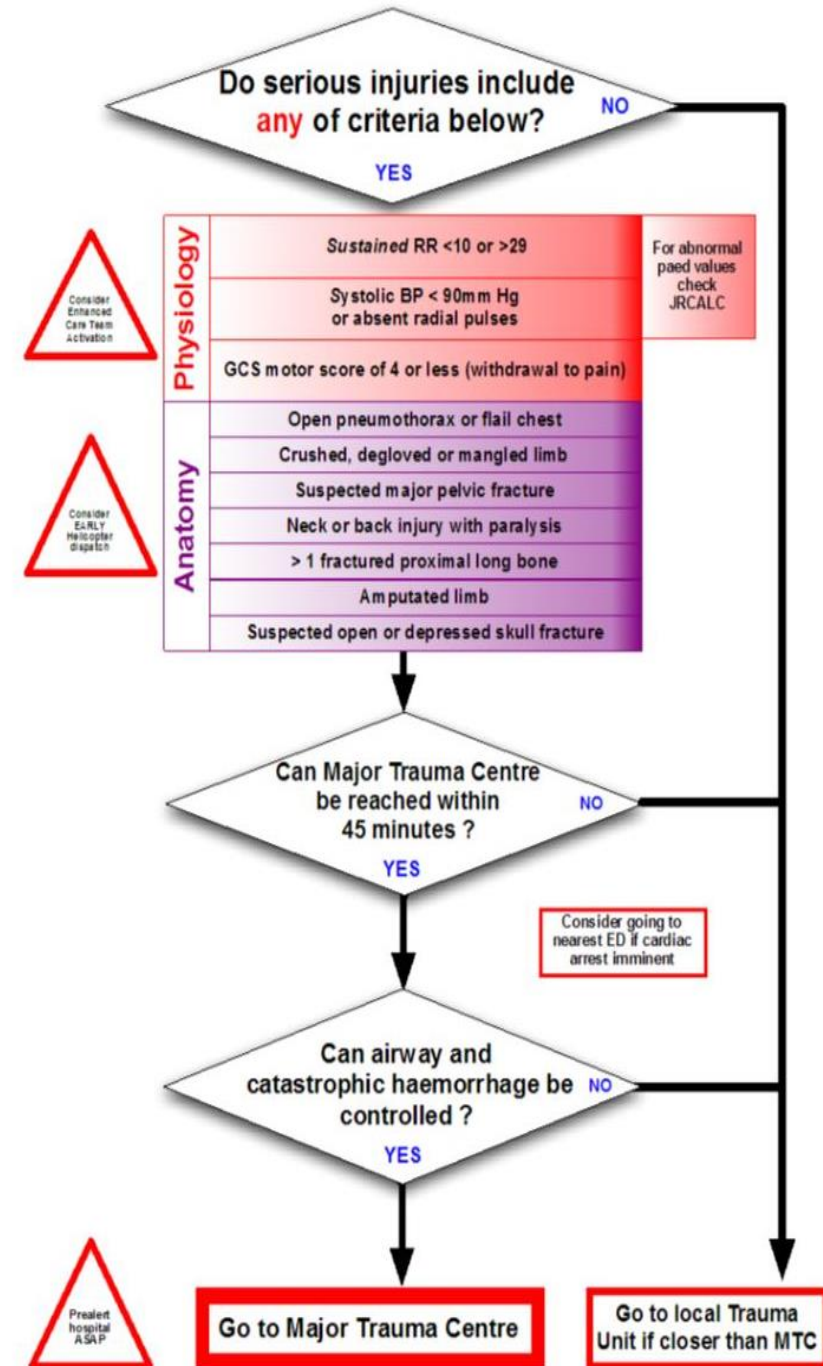 Do serious injuries include
any of criteria below?
NO
YES
Consider
Enhanced
Care Team
Activation
Physiology
Sustained RR <10 or >29
Systolic BP < 90mm Hg
or absent radial pulses
GCS motor score of 4 or less (withdrawal to pain)
For abnormal
paed values
check
JRCALC
Consider
EARLY
Helicopter
dispatch
Anatomy
Open pneumothorax or flail chest
Crushed, degloved or mangled limb
Suspected major pelvic fracture
Neck or back injury with paralysis
> 1 fractured proximal long bone
Amputated limb
Suspected open or depressed skull fracture
Can Major Trauma Centre
be reached within
45 minutes ?
NO
YES
Consider going to
nearest ED if cardiac
arrest imminent
Can airway and
catastrophic haemorrhage be
controlled ?
NO
YES
Prealert
hospital
ASAP
Go to Major Trauma Centre
Go to local Trauma
Unit if closer than MTC